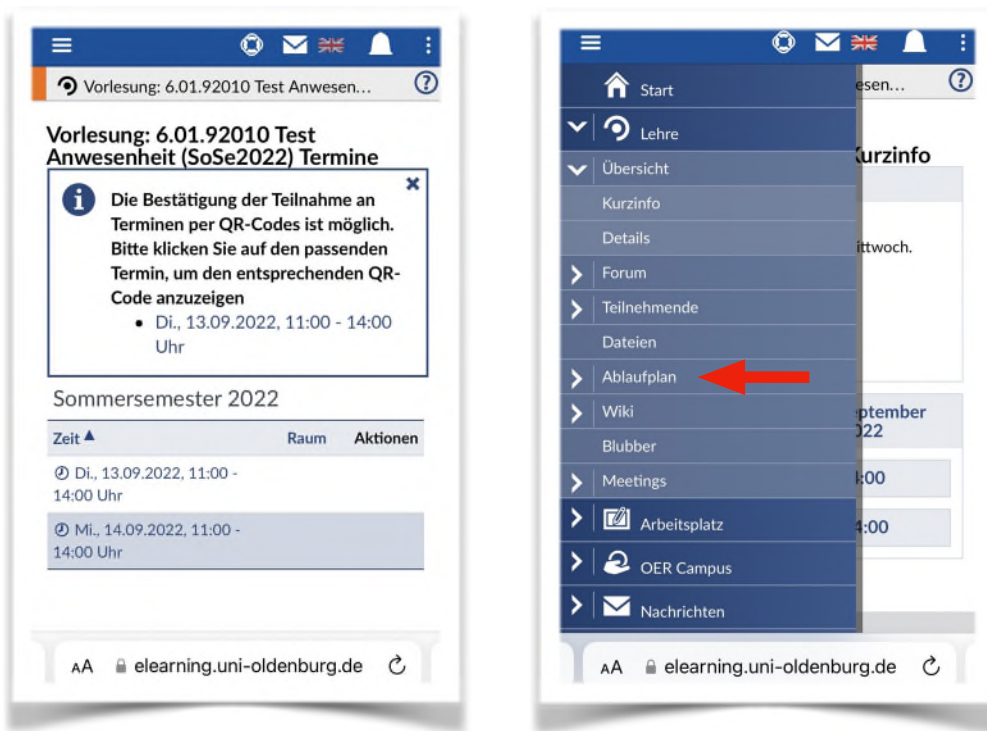 Vorlesung: 6.01.92010 Test Anwesen...
Vorlesung: 6.01.92010 Test
Anwesenheit (SoSe2022) Termine
Die Bestätigung der Teilnahme an
Terminen per QR-Codes ist möglich.
Bitte klicken Sie auf den passenden
Termin, um den entsprechenden QR-
Code anzuzeigen
• Di., 13.09.2022, 11:00 - 14:00
Uhr
Sommersemester 2022
Zeit Raum Aktionen
Di., 13.09.2022, 11:00 -
14:00 Uhr
Mi., 14.09.2022, 11:00 -
14:00 Uhr
AA elearning.uni-oldenburg.de
esen...
Start
Lehre
Kurzinfo
Übersicht
Kurzinfo
Details
ittwoch.
Forum
Teilnehmende
Dateien
Ablaufplan
Wiki
eptember
2022
Blubber
Meetings
4:00
Arbeitsplatz
4:00
OER Campus
Nachrichten
AA elearning.uni-oldenburg.de